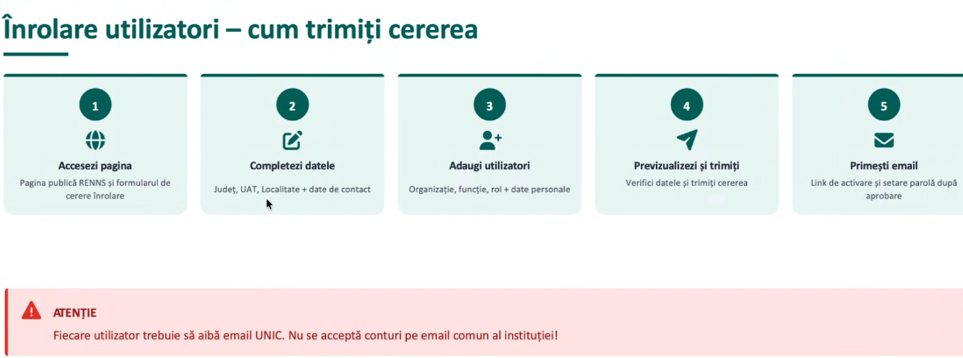 Înrolare utilizatori – cum trimiți cererea
1
Accesezi pagina
Pagina publică RENNS și formularul de
cerere înrolare
2
Completezi datele
Județ, UAT, Localitate + date de contact
3
Adaugi utilizatori
Organizație, funcție, rol + date personale
4
Previzualizezi și trimiți
Verifici datele și trimiți cererea
5
Primești email
Link de activare și setare parolă după
aprobare
ATENȚIE
Fiecare utilizator trebuie să aibă email UNIC. Nu se acceptă conturi pe email comun al instituției!